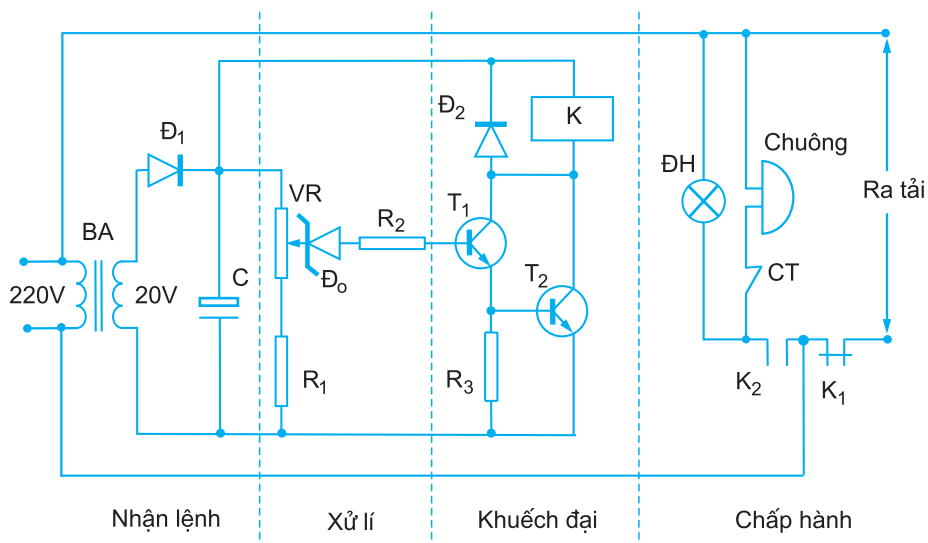 Đ₁
BA
220V
20V
C
VR
R₁
Đₒ
R₂
Đ₂
K
T₁
T₂
R₃
ĐH
Chuông
CT
K₂
K₁
Ra tải
Nhận lệnh
Xử lí
Khuếch đại
Chấp hành